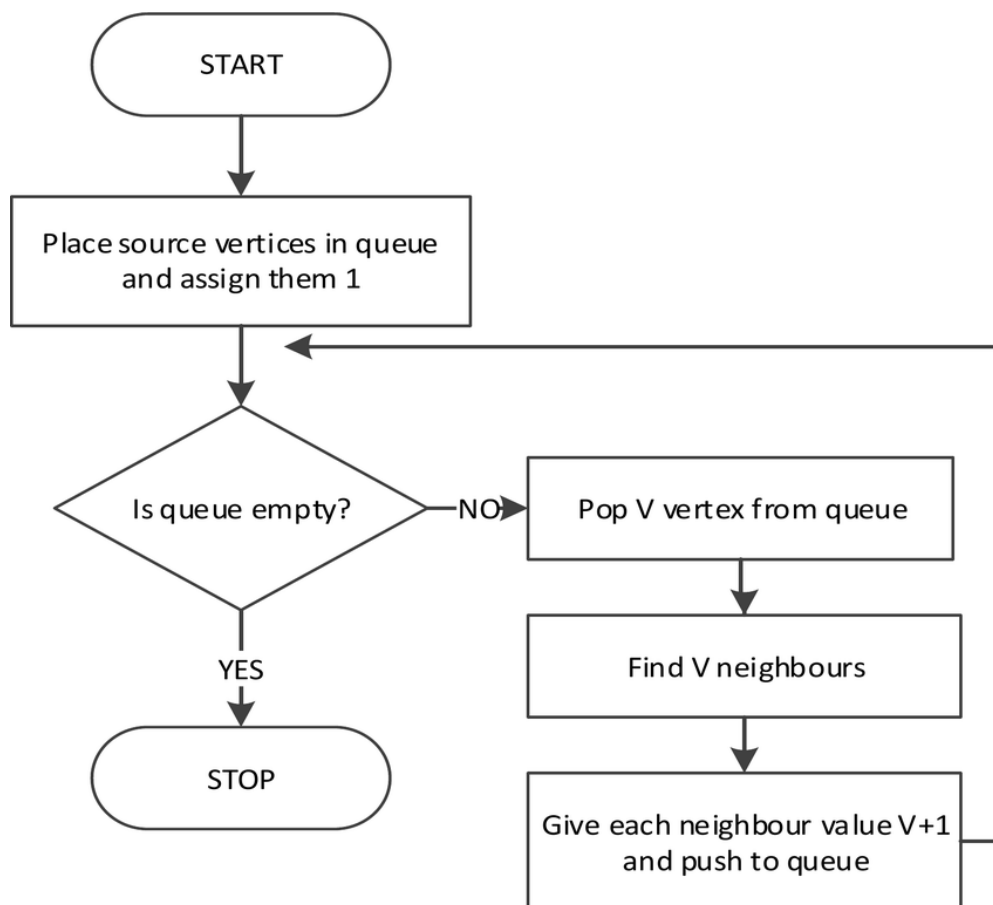 START
Place source vertices in queue
and assign them 1
Is queue empty?
NO
Pop V vertex from queue
Find V neighbours
Give each neighbour value V+1
and push to queue
YES
STOP